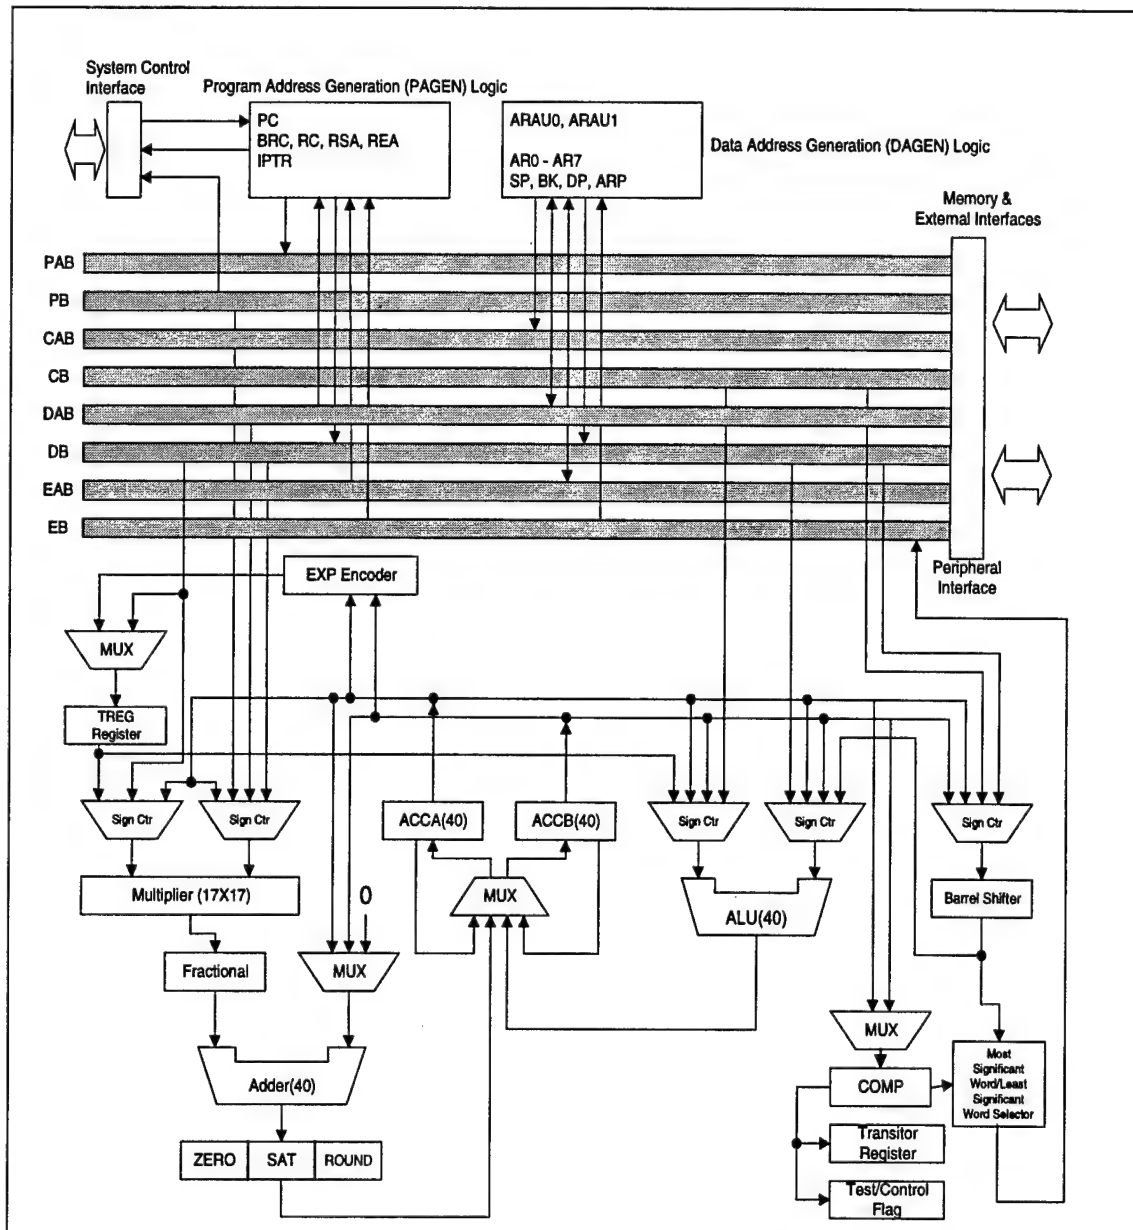 System Control
Interface
Program Address Generation (PAGEN) Logic
PC
BRC, RC, RSA, REA
IPTR
ARAU0, ARAU1
AR0 - AR7
SP, BK, DP, ARP
Data Address Generation (DAGEN) Logic
Memory &
External Interfaces
PAB
PB
CAB
CB
DAB
DB
EAB
EB
Peripheral
Interface
EXP Encoder
MUX
TREG
Register
Sign Ctr
Sign Ctr
ACCA(40)
ACCB(40)
Sign Ctr
Sign Ctr
Sign Ctr
Multiplier (17X17)
0
MUX
ALU(40)
Barrel Shifter
Fractional
MUX
MUX
Most
Significant
Word/Least
Significant
Word Selector
Adder(40)
COMP
ZERO
SAT
ROUND
Transitor
Register
Test/Control
Flag